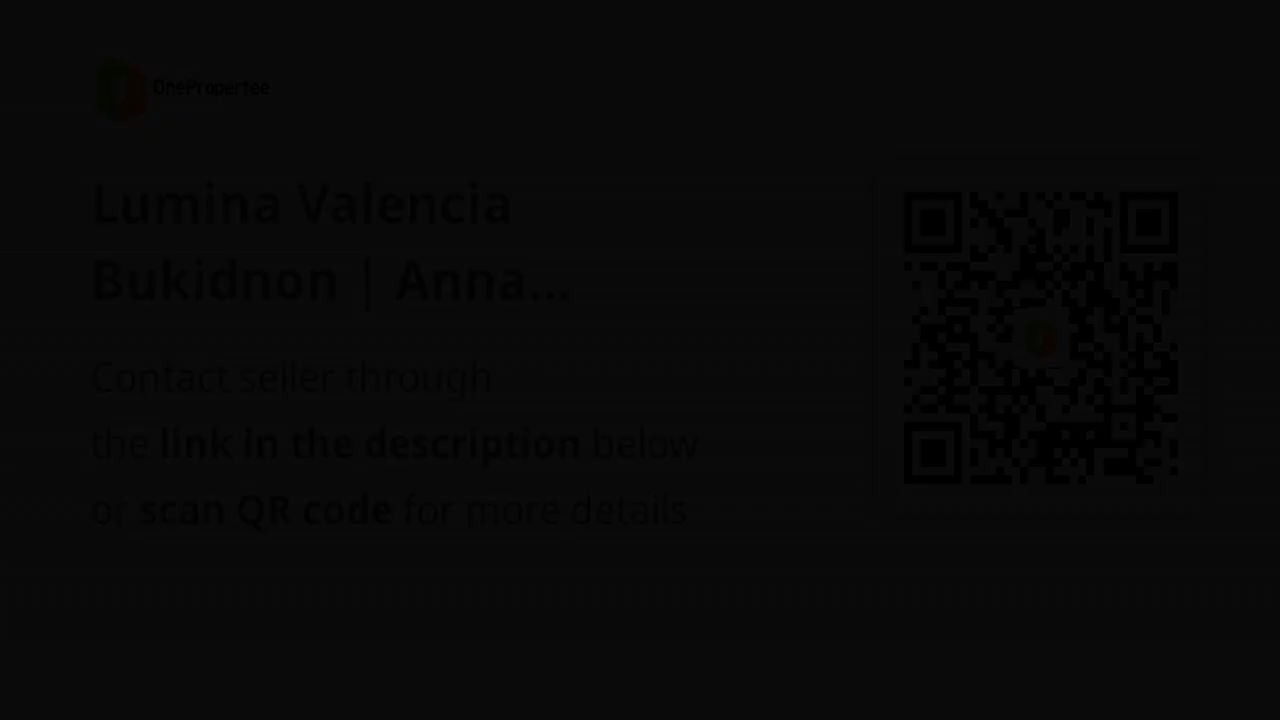 OnePropertee
Lumina Valencia
Bukidnon | Anna...
Contact seller through
the link in the description below
or scan QR code for more details